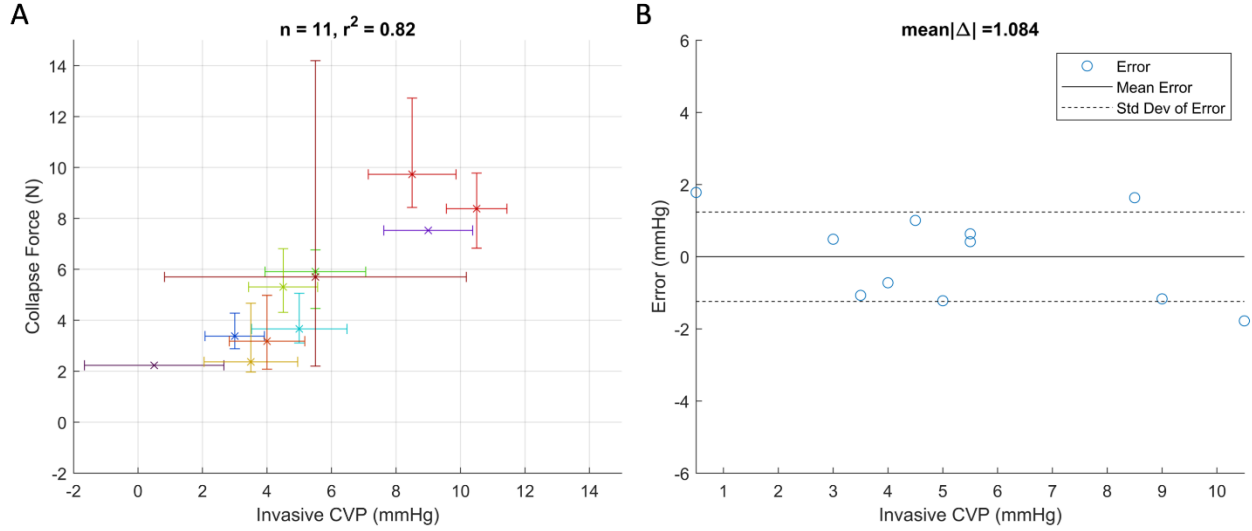 A
n = 11, r² = 0.82
Collapse Force (N)
14
12
10
8
6
4
2
0
-2
-2 0 2 4 6 8 10 12 14
Invasive CVP (mmHg)
B
mean|Δ| =1.084
Error (mmHg)
6
4
2
0
-2
-4
-6
Error
Mean Error
Std Dev of Error
1 2 3 4 5 6 7 8 9 10
Invasive CVP (mmHg)